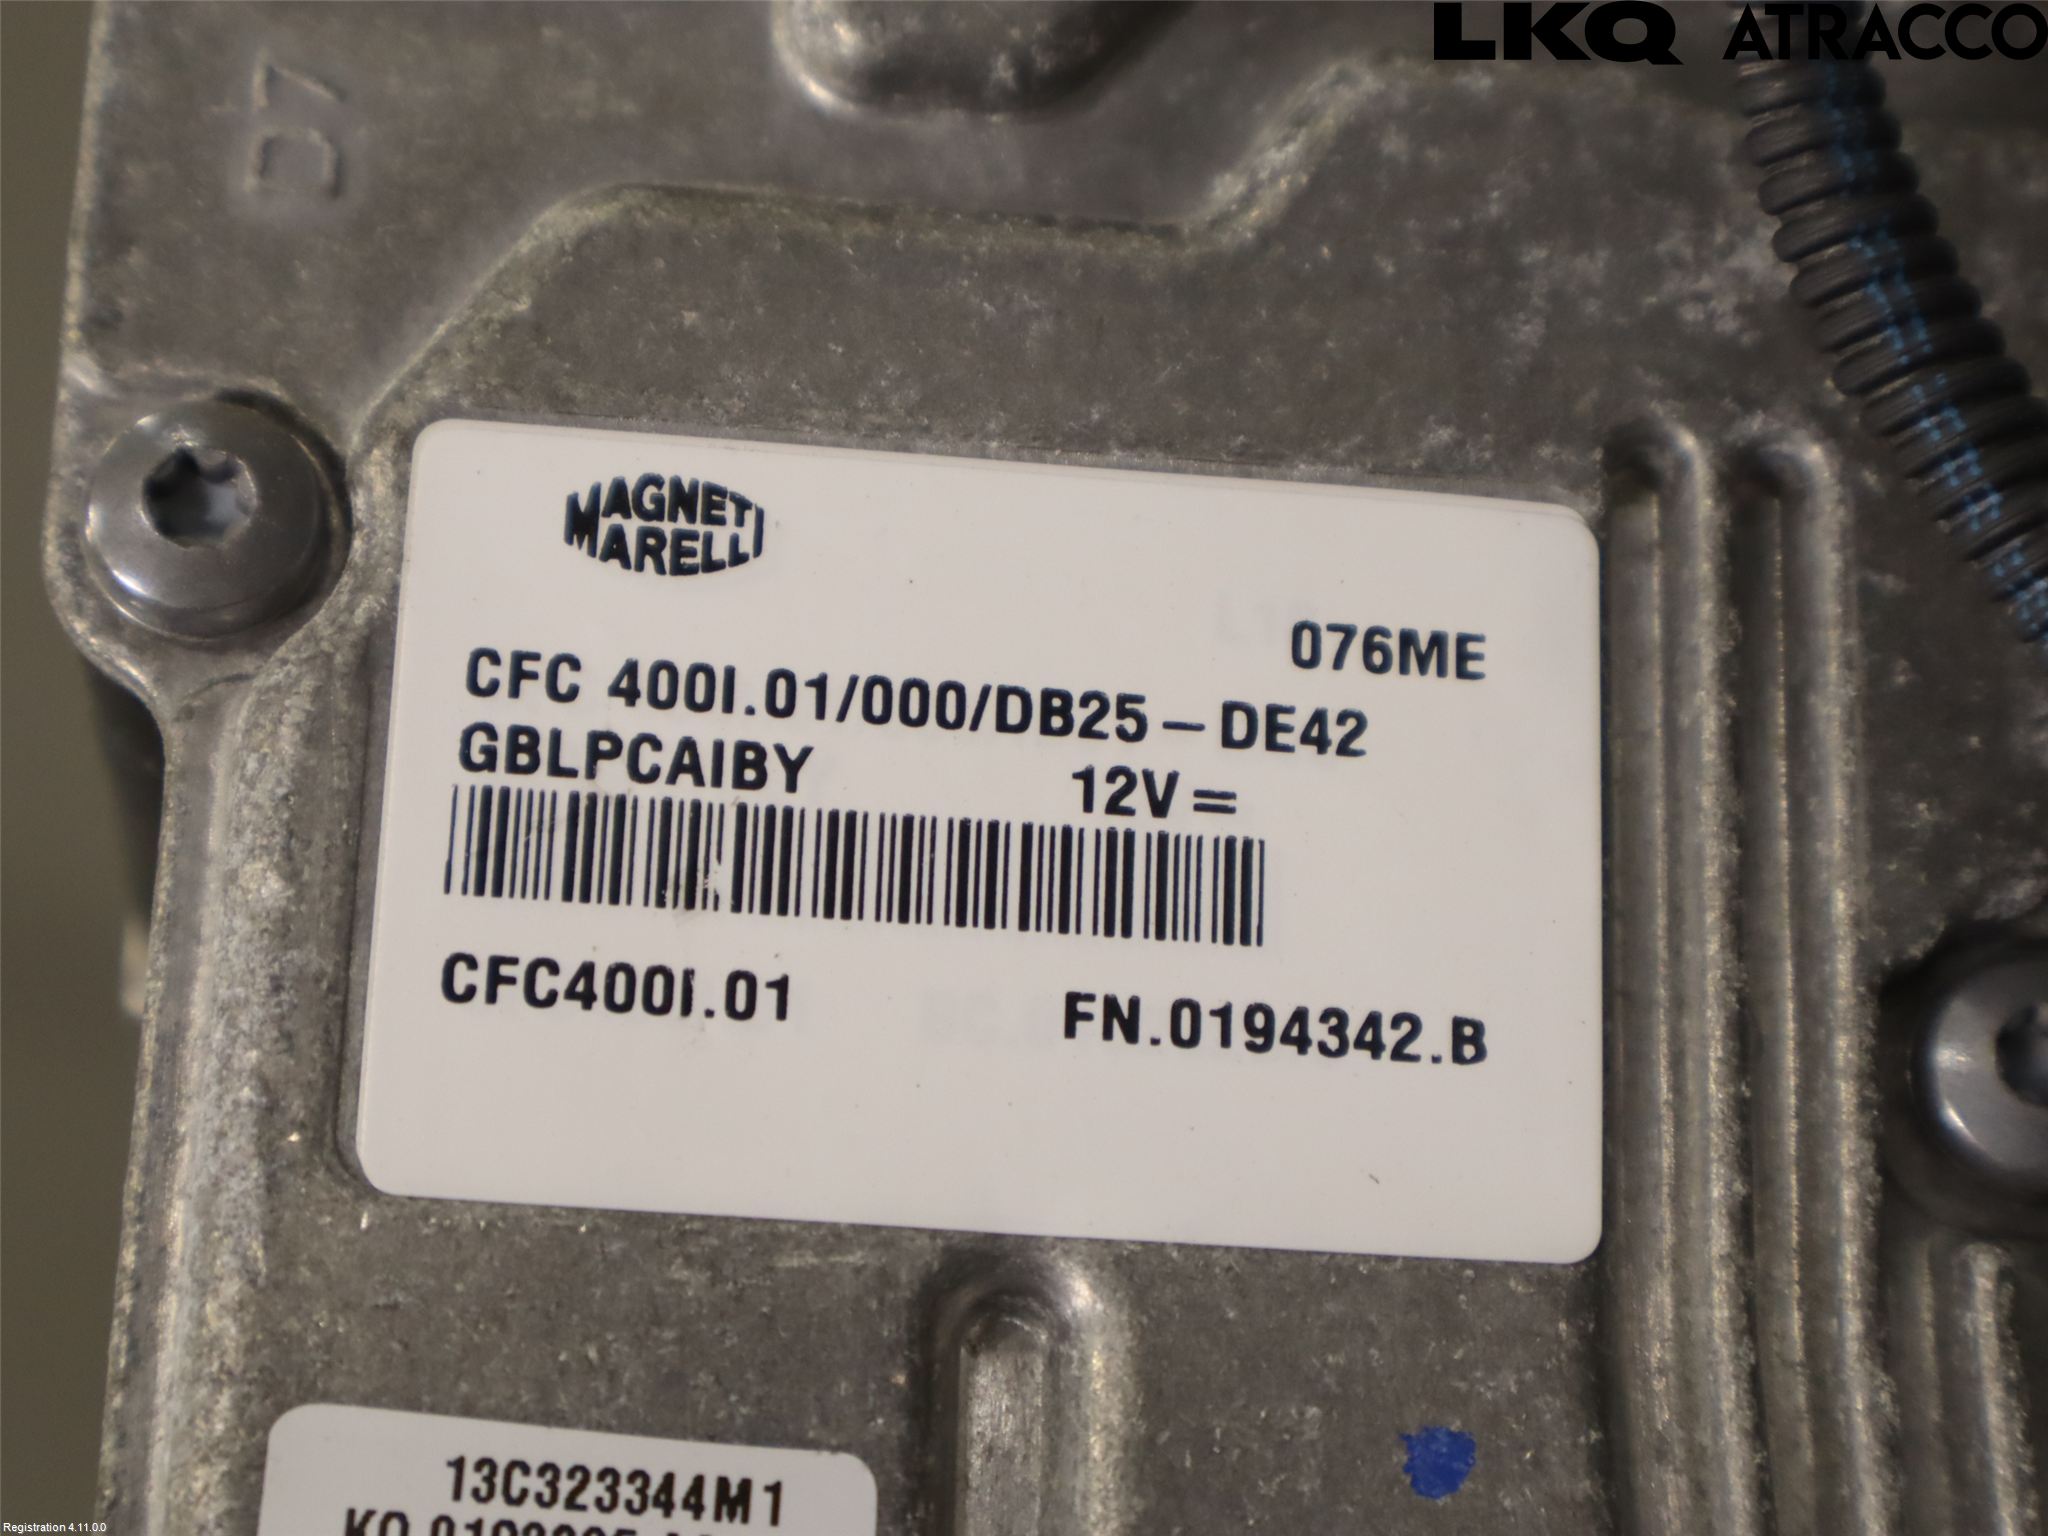 LKQ ATRACCO
D7
MAGNETI
MARELLI
076ME
CFC 400I.01/000/DB25-DE42
GBLPCAIBY 12V=
CFC400I.01 FN.0194342.B
13C323344M1
Registration 4.11.0.0